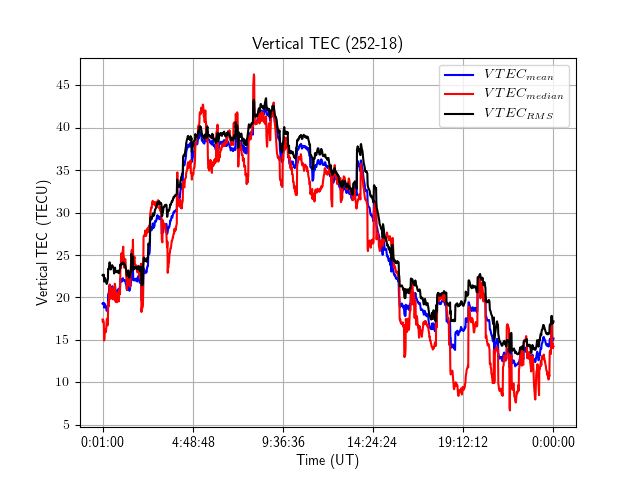 Vertical TEC (252-18)
VTEC_mean
VTEC_median
VTEC_RMS
Vertical TEC (TECU)
45
40
35
30
25
20
15
10
5
0:01:00 4:48:48 9:36:36 14:24:24 19:12:12 0:00:00
Time (UT)